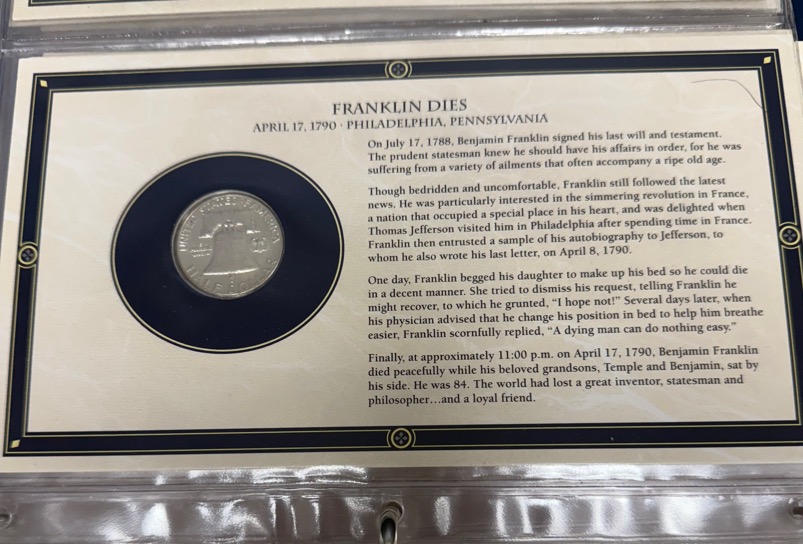 FRANKLIN DIES
APRIL 17, 1790 · PHILADELPHIA, PENNSYLVANIA
On July 17, 1788, Benjamin Franklin signed his last will and testament.
The prudent statesman knew he should have his affairs in order, for he was
suffering from a variety of ailments that often accompany a ripe old age.
Though bedridden and uncomfortable, Franklin still followed the latest
news. He was particularly interested in the simmering revolution in France,
a nation that occupied a special place in his heart, and was delighted when
Thomas Jefferson visited him in Philadelphia after spending time in France.
Franklin then entrusted a sample of his autobiography to Jefferson, to
whom he also wrote his last letter, on April 8, 1790.
One day, Franklin begged his daughter to make up his bed so he could die
in a decent manner. She tried to dismiss his request, telling Franklin he
might recover, to which he grunted, “I hope not!” Several days later, when
his physician advised that he change his position in bed to help him breathe
easier, Franklin scornfully replied, “A dying man can do nothing easy.”
Finally, at approximately 11:00 p.m. on April 17, 1790, Benjamin Franklin
died peacefully while his beloved grandsons, Temple and Benjamin, sat by
his side. He was 84. The world had lost a great inventor, statesman and
philosopher…and a loyal friend.
UNITED STATES OF AMERICA
HALF DOLLAR